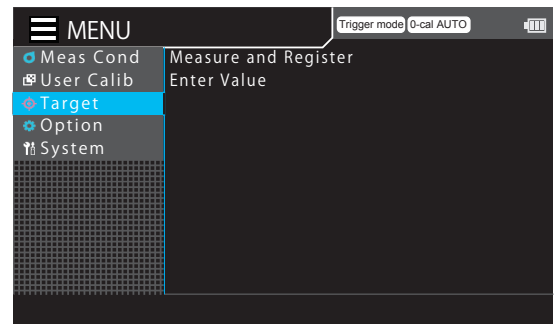 MENU
Trigger mode 0-cal AUTO
Meas Cond
User Calib
Target
Option
System
Measure and Register
Enter Value